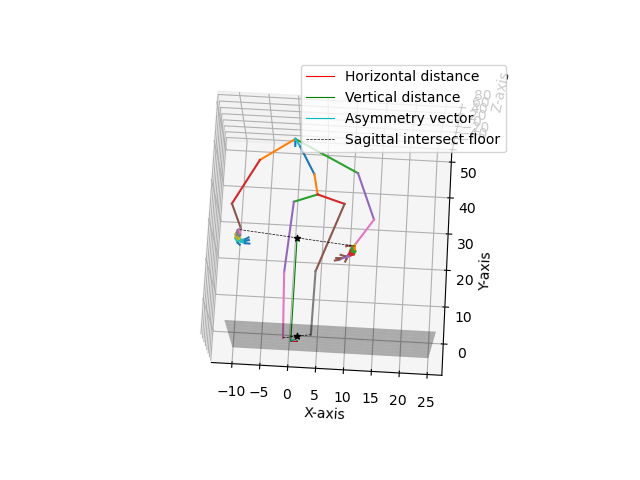 Horizontal distance
Vertical distance
Asymmetry vector
Sagittal intersect floor
Z-axis
50
40
30
20
10
0
Y-axis
−10 −5 0 5 10 15 20 25
X-axis